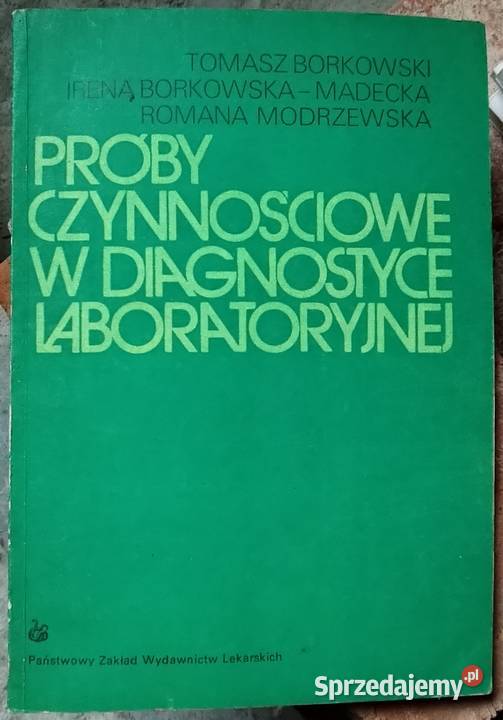 TOMASZ BORKOWSKI
IRENA BORKOWSKA-MADECKA
ROMANA MODRZEWSKA
PRÓBY
CZYNNOŚCIOWE
W DIAGNOSTYCE
LABORATORYJNEJ
Państwowy Zakład Wydawnictw Lekarskich
Sprzedajemy.pl